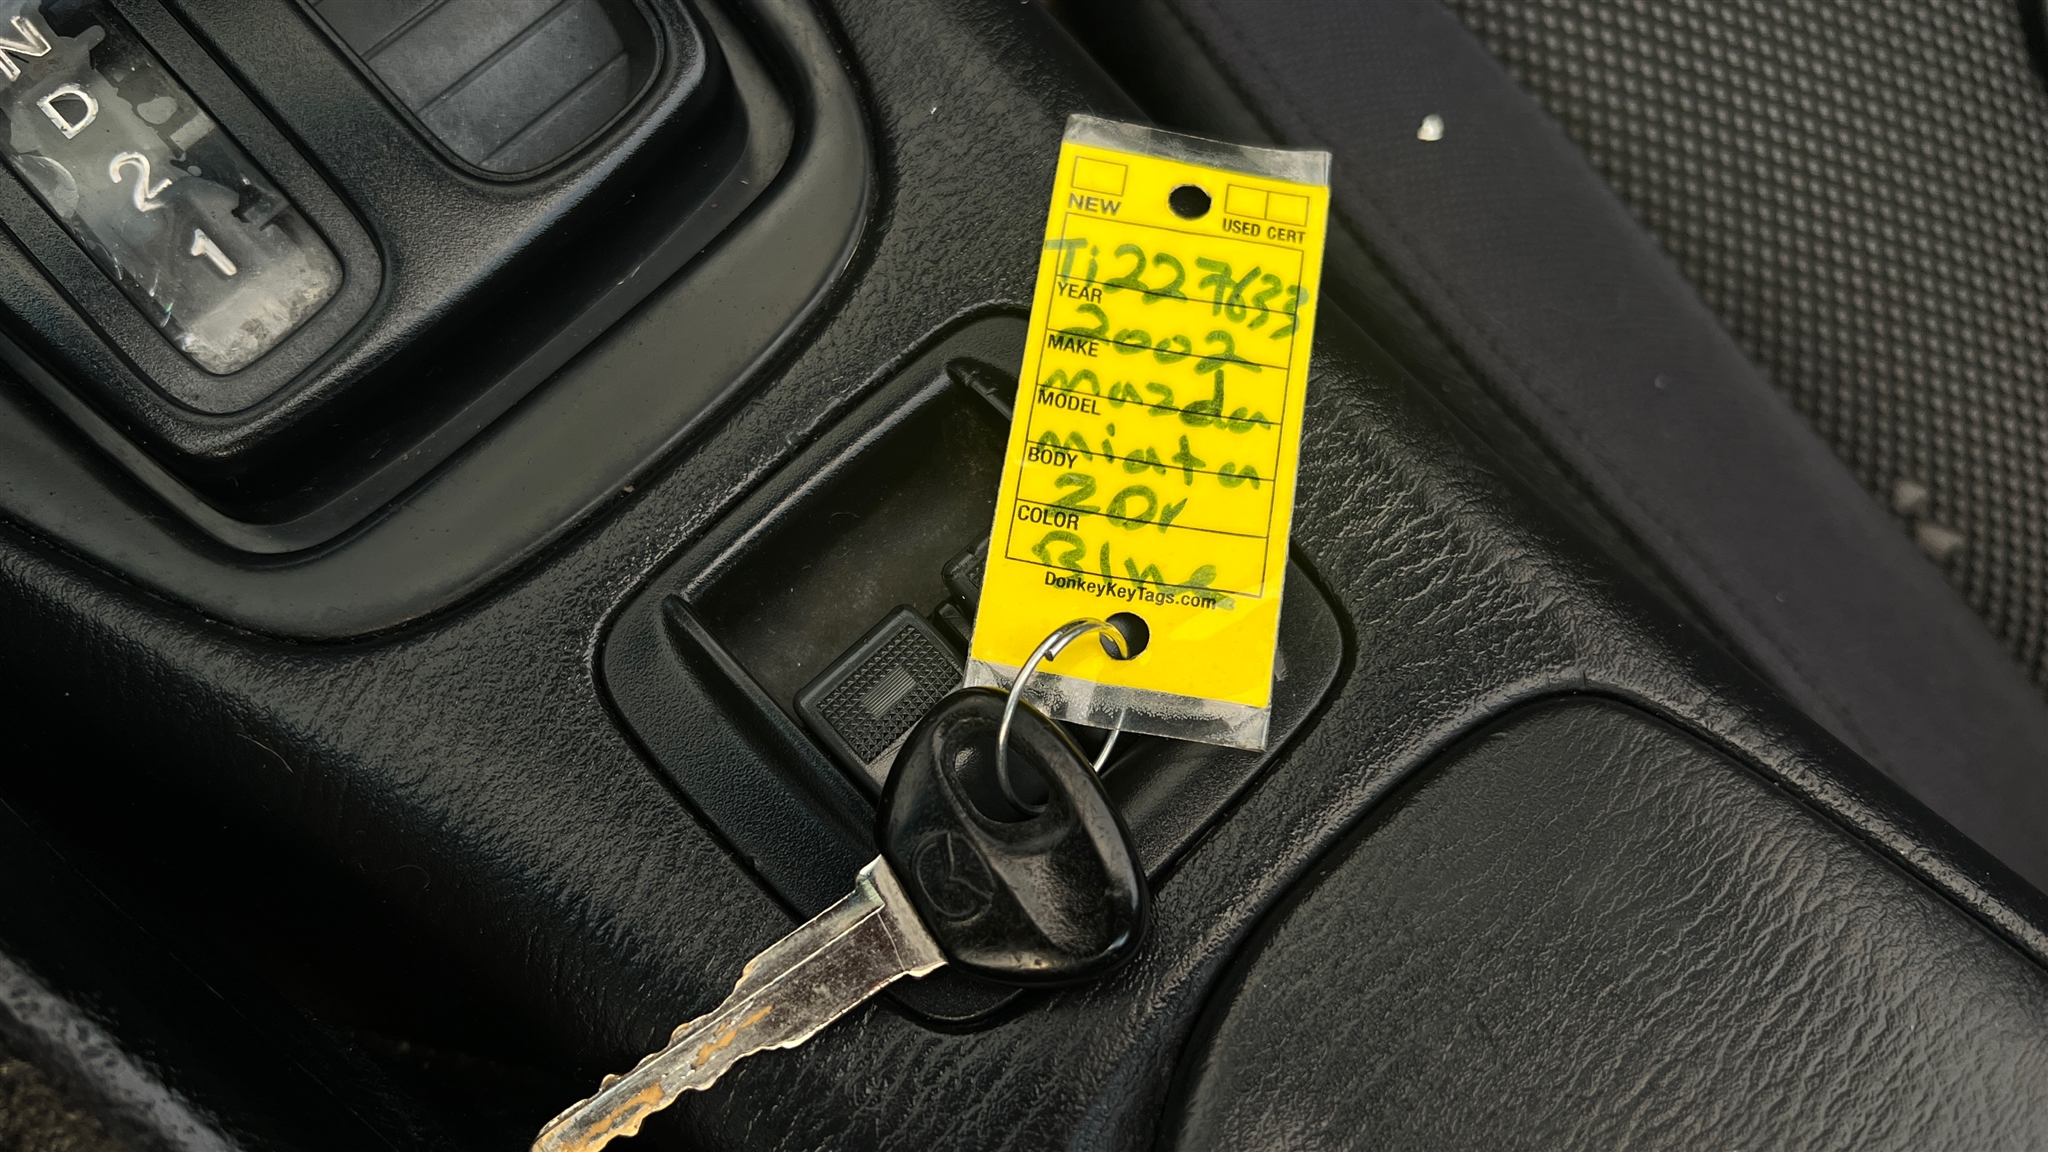 N
D
2
1
NEW
USED CERT
Ti227633
YEAR
2002
MAKE
mazda
MODEL
miata
BODY
2Dr
COLOR
Blue
DonkeyKeyTags.com